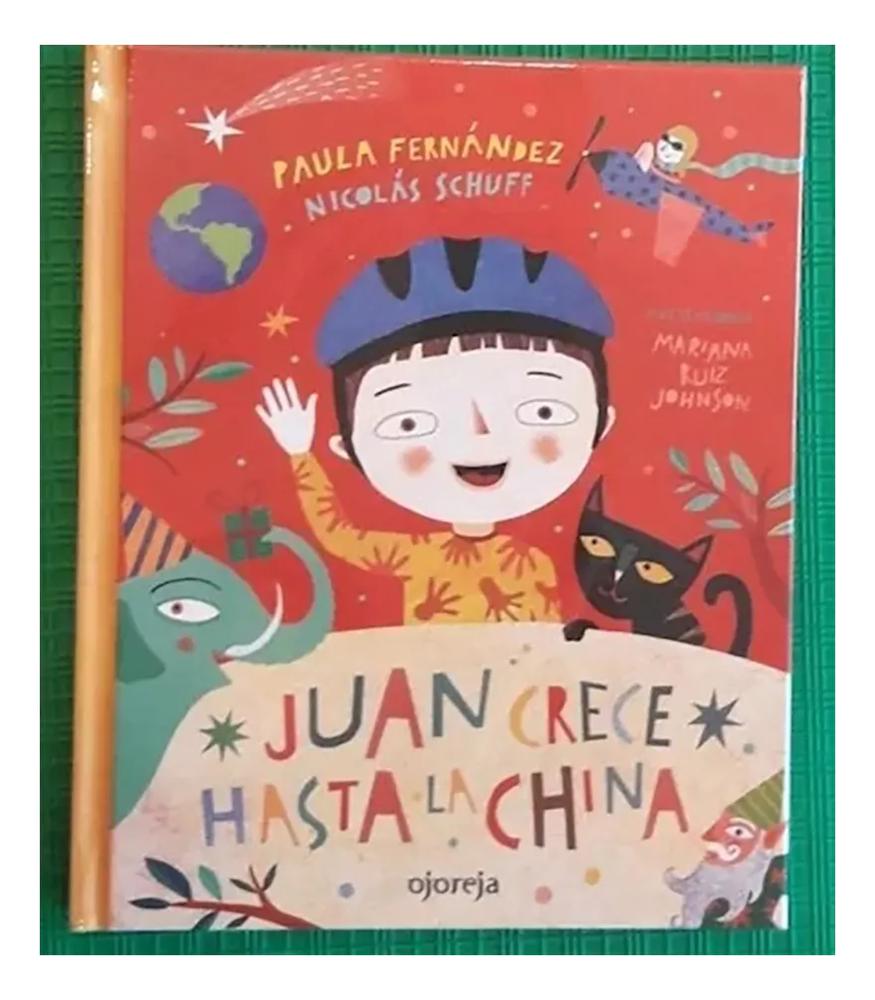 PAULA FERNÁNDEZ
NICOLÁS SCHUFF
MARIANA
RUIZ
JOHNSON
JUAN CRECE
HASTA LA CHINA
ojoreja